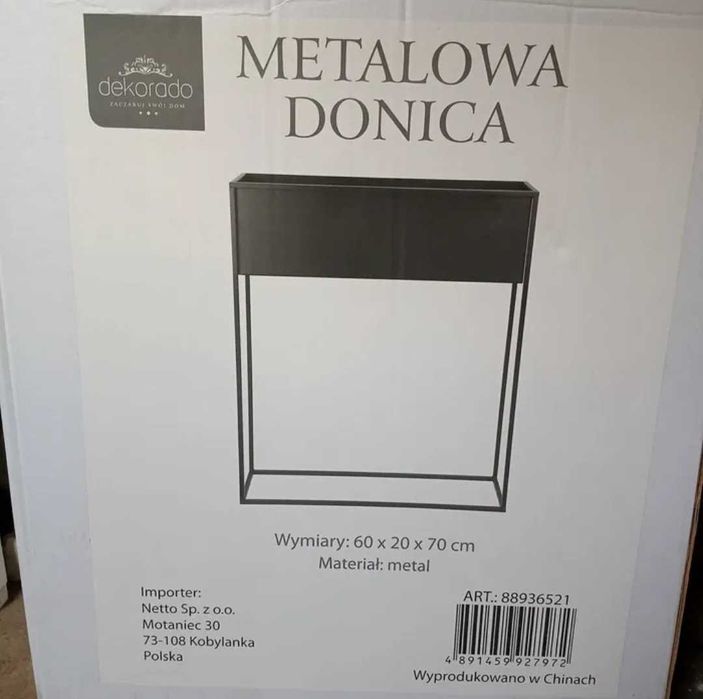 dekorado
ZACZARUJ SWÓJ DOM
METALOWA
DONICA
Wymiary: 60 x 20 x 70 cm
Materiał: metal
Importer:
Netto Sp. z o.o.
Motaniec 30
73-108 Kobylanka
Polska
ART.: 88936521
4 891459 927972
Wyprodukowano w Chinach